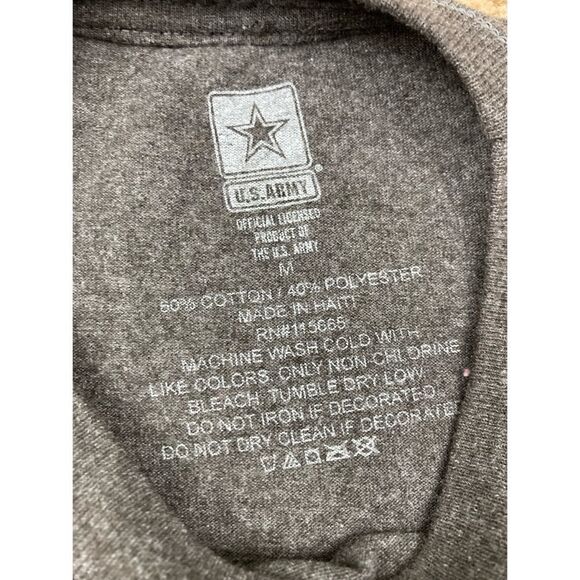 U.S.ARMY
OFFICIAL LICENSED
PRODUCT OF
THE U.S. ARMY
M
60% COTTON / 40% POLYESTER
MADE IN HAITI
RN#115665
MACHINE WASH COLD WITH
LIKE COLORS. ONLY NON-CHLORINE
BLEACH. TUMBLE DRY LOW.
DO NOT IRON IF DECORATED.
DO NOT DRY CLEAN IF DECORATED